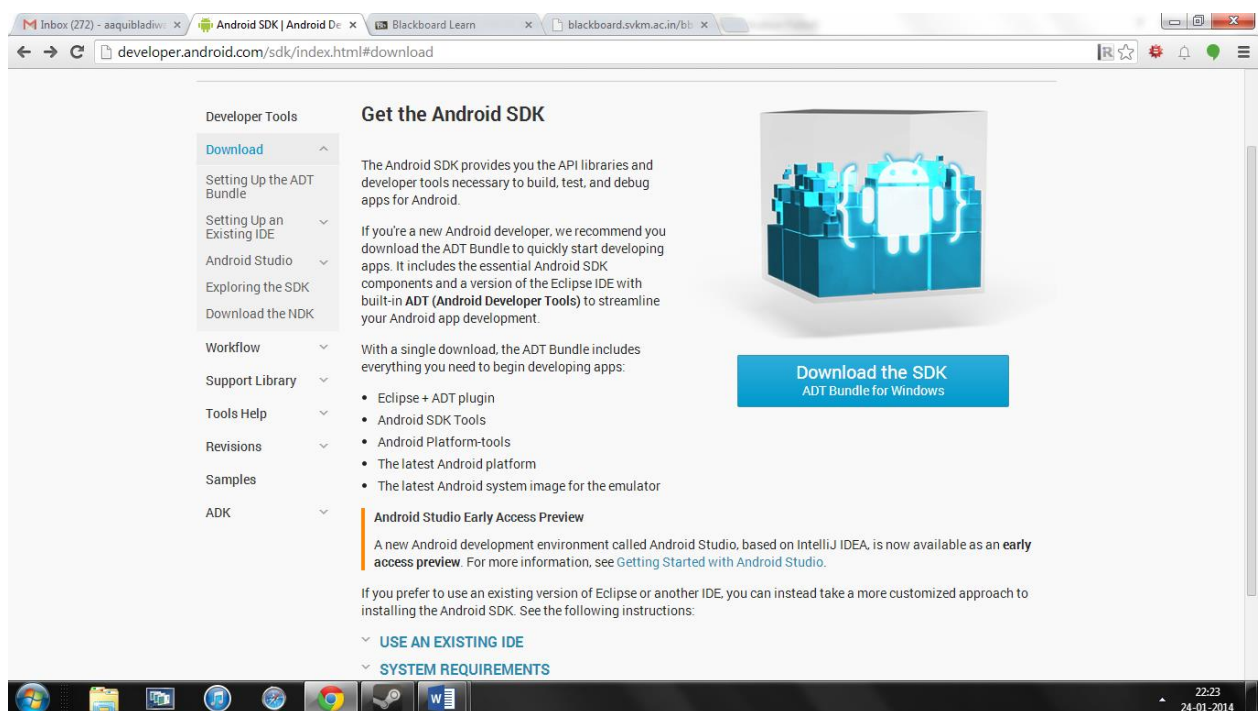 Inbox (272) - aaquibladiwa
Android SDK | Android De
Blackboard Learn
blackboard.svkm.ac.in/bb
developer.android.com/sdk/index.html#download
Developer Tools
Download
Setting Up the ADT
Bundle
Setting Up an
Existing IDE
Android Studio
Exploring the SDK
Download the NDK
Workflow
Support Library
Tools Help
Revisions
Samples
ADK
Get the Android SDK
The Android SDK provides you the API libraries and
developer tools necessary to build, test, and debug
apps for Android.
If you're a new Android developer, we recommend you
download the ADT Bundle to quickly start developing
apps. It includes the essential Android SDK
components and a version of the Eclipse IDE with
built-in ADT (Android Developer Tools) to streamline
your Android app development.
With a single download, the ADT Bundle includes
everything you need to begin developing apps:
• Eclipse + ADT plugin
• Android SDK Tools
• Android Platform-tools
• The latest Android platform
• The latest Android system image for the emulator
Download the SDK
ADT Bundle for Windows
Android Studio Early Access Preview
A new Android development environment called Android Studio, based on IntelliJ IDEA, is now available as an early
access preview. For more information, see Getting Started with Android Studio.
If you prefer to use an existing version of Eclipse or another IDE, you can instead take a more customized approach to
installing the Android SDK. See the following instructions:
USE AN EXISTING IDE
SYSTEM REQUIREMENTS
22:23
24-01-2014